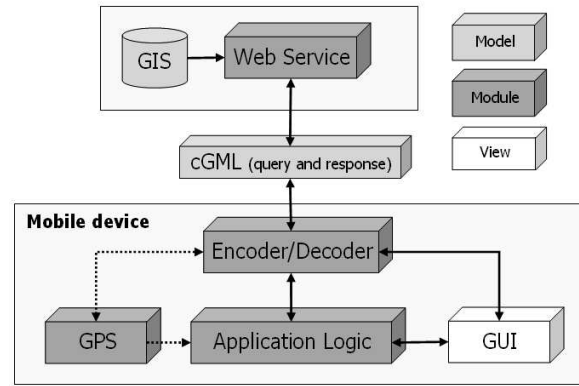 GIS
Web Service
Model
Module
View
cGML (query and response)
Mobile device
Encoder/Decoder
GPS
Application Logic
GUI